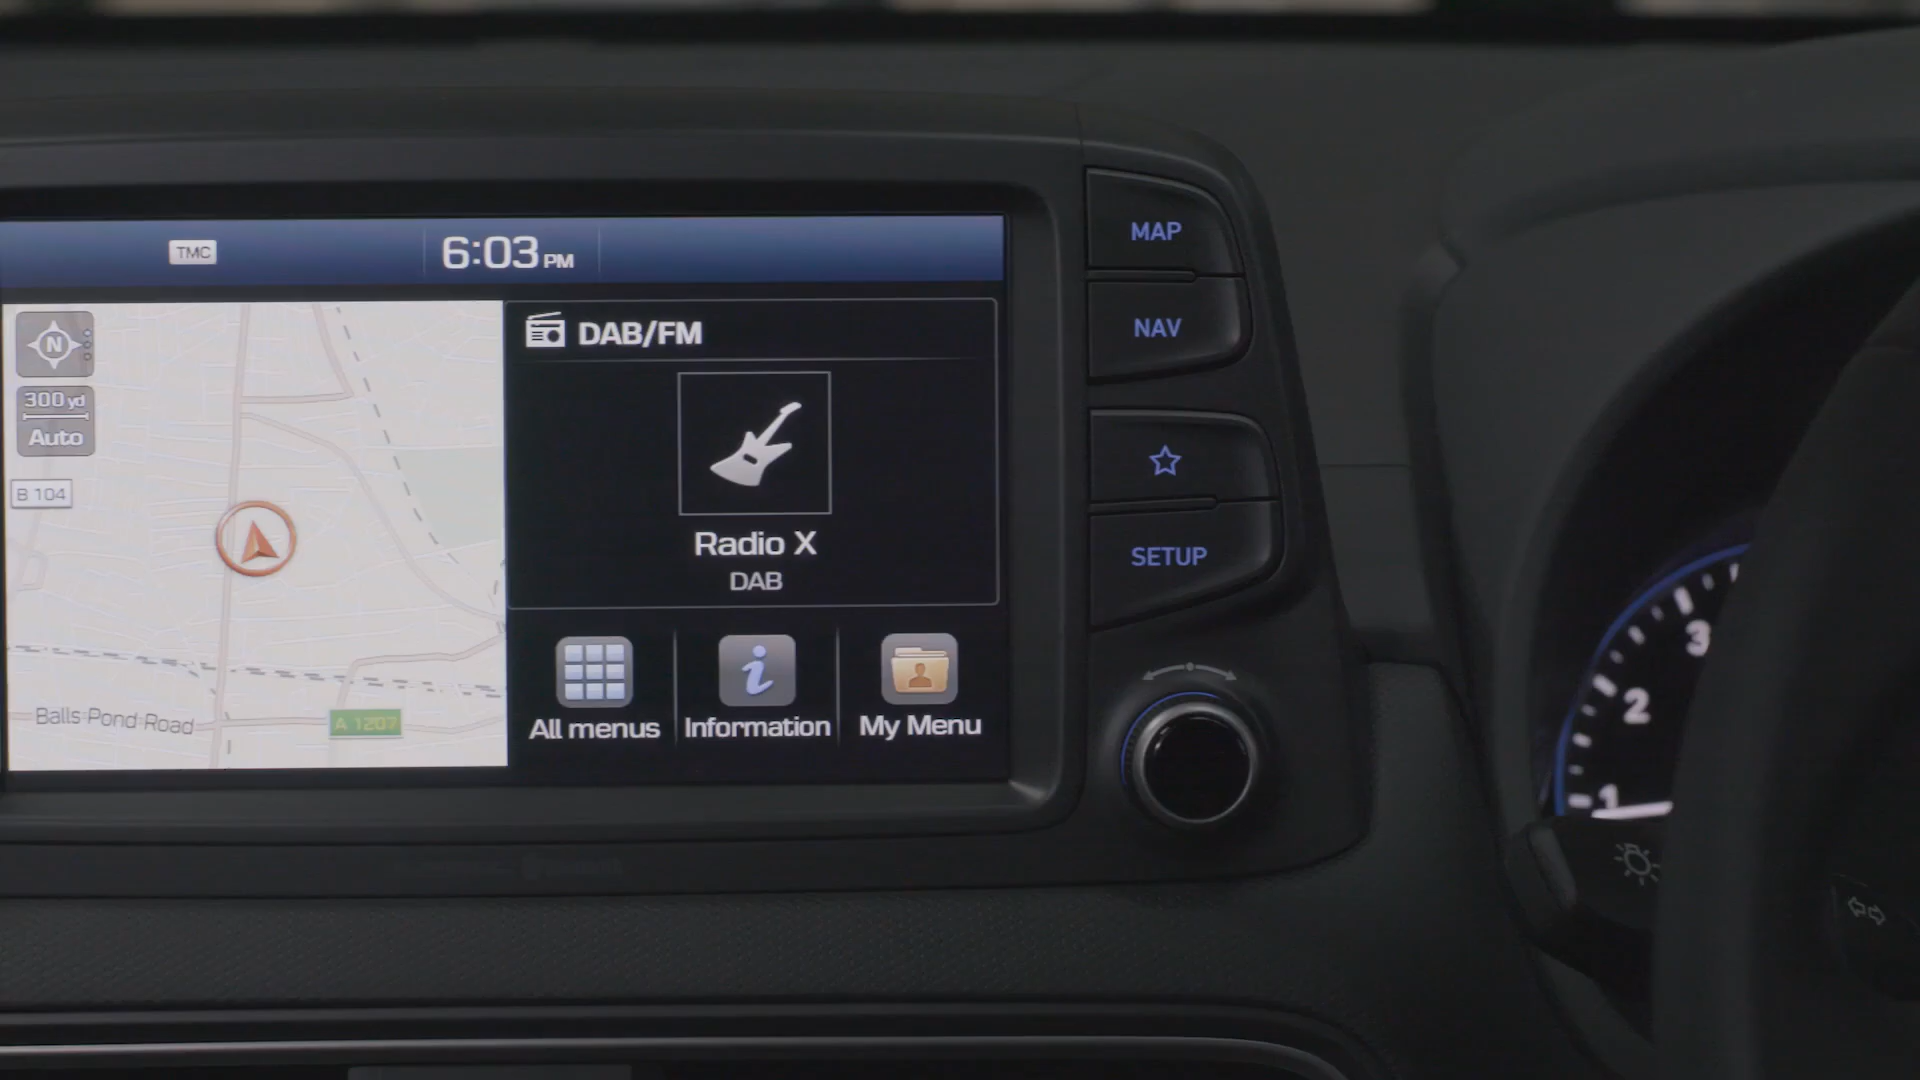 TMC
6:03 PM
N
300 yd
Auto
B 104
Balls Pond Road
A 1207
DAB/FM
Radio X
DAB
All menus
Information
My Menu
MAP
NAV
SETUP
3
2
1